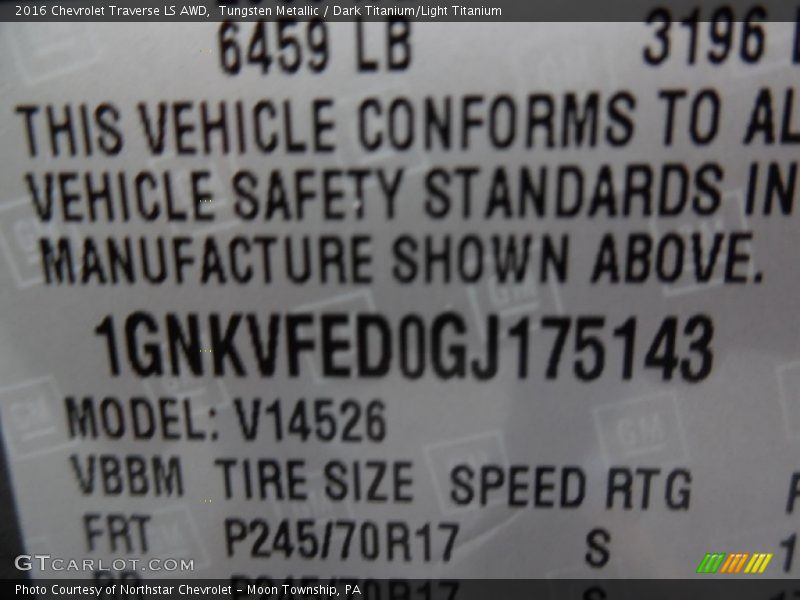 2016 Chevrolet Traverse LS AWD, Tungsten Metallic / Dark Titanium/Light Titanium
6459 LB 3196
THIS VEHICLE CONFORMS TO AL
VEHICLE SAFETY STANDARDS IN
MANUFACTURE SHOWN ABOVE.
1GNKVFED0GJ175143
MODEL: V14526
VBBM TIRE SIZE SPEED RTG
FRT P245/70R17 S
GTCARLOT.COM
Photo Courtesy of Northstar Chevrolet - Moon Township, PA